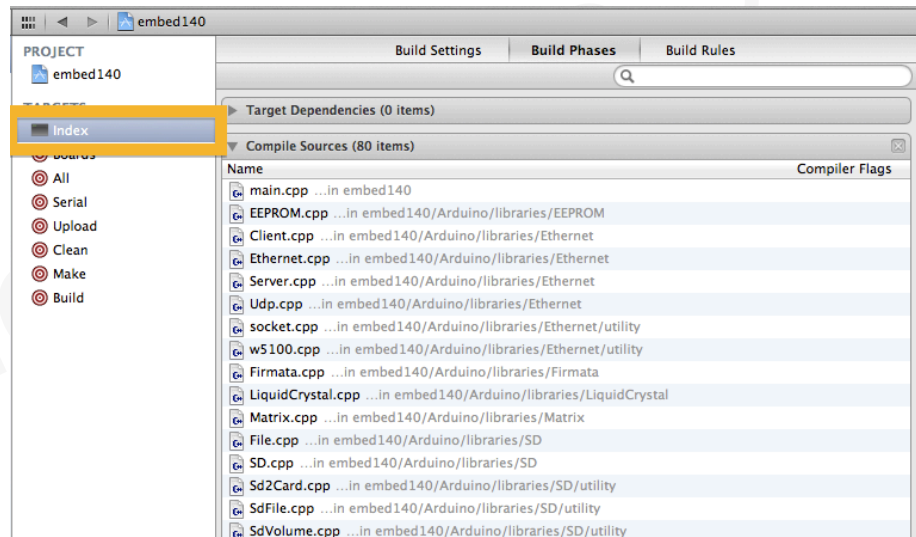 embed140
PROJECT
embed140
TARGETS
Index
Boards
All
Serial
Upload
Clean
Make
Build
Build Settings Build Phases Build Rules
Target Dependencies (0 items)
Compile Sources (80 items)
Name Compiler Flags
main.cpp ...in embed140
EEPROM.cpp ...in embed140/Arduino/libraries/EEPROM
Client.cpp ...in embed140/Arduino/libraries/Ethernet
Ethernet.cpp ...in embed140/Arduino/libraries/Ethernet
Server.cpp ...in embed140/Arduino/libraries/Ethernet
Udp.cpp ...in embed140/Arduino/libraries/Ethernet
socket.cpp ...in embed140/Arduino/libraries/Ethernet/utility
w5100.cpp ...in embed140/Arduino/libraries/Ethernet/utility
Firmata.cpp ...in embed140/Arduino/libraries/Firmata
LiquidCrystal.cpp ...in embed140/Arduino/libraries/LiquidCrystal
Matrix.cpp ...in embed140/Arduino/libraries/Matrix
File.cpp ...in embed140/Arduino/libraries/SD
SD.cpp ...in embed140/Arduino/libraries/SD
Sd2Card.cpp ...in embed140/Arduino/libraries/SD/utility
SdFile.cpp ...in embed140/Arduino/libraries/SD/utility
SdVolume.cpp ...in embed140/Arduino/libraries/SD/utility